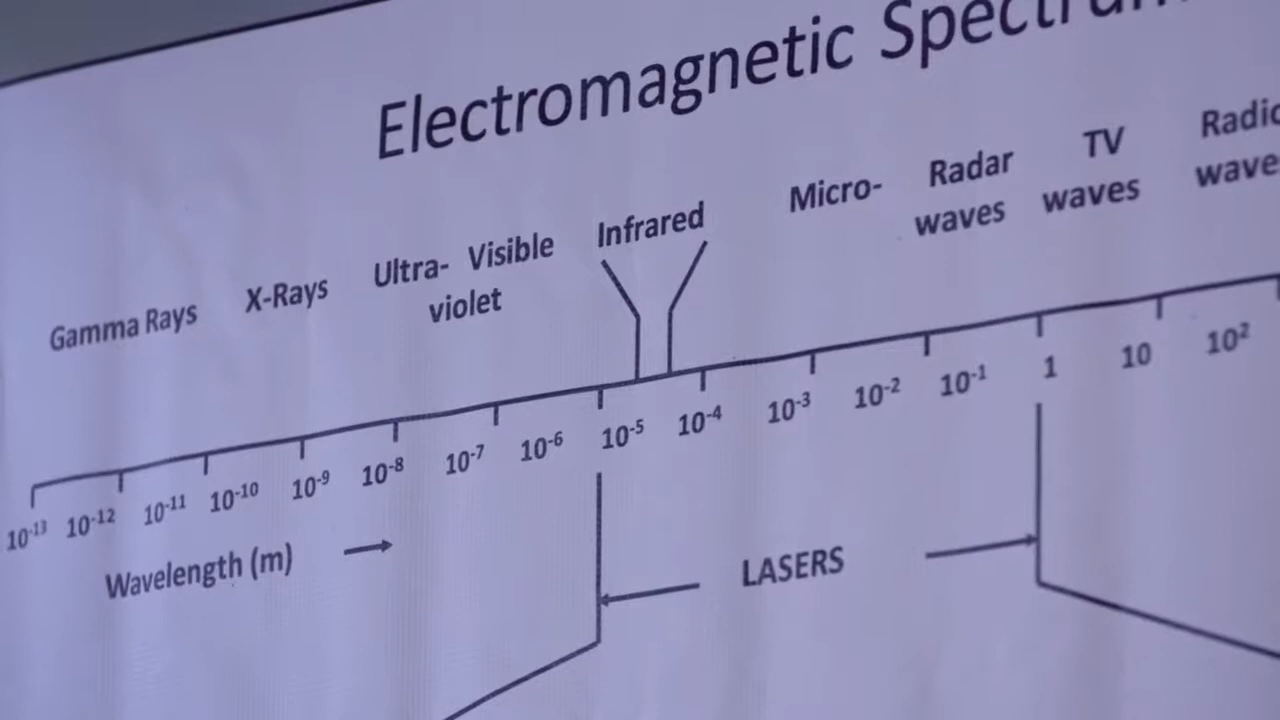 Electromagnetic Spectrum
Gamma Rays X-Rays Ultra-violet Visible Infrared Micro- Radar waves TV waves
10⁻¹³ 10⁻¹² 10⁻¹¹ 10⁻¹⁰ 10⁻⁹ 10⁻⁸ 10⁻⁷ 10⁻⁶ 10⁻⁵ 10⁻⁴ 10⁻³ 10⁻² 10⁻¹ 1 10 10²
Wavelength (m)
LASERS